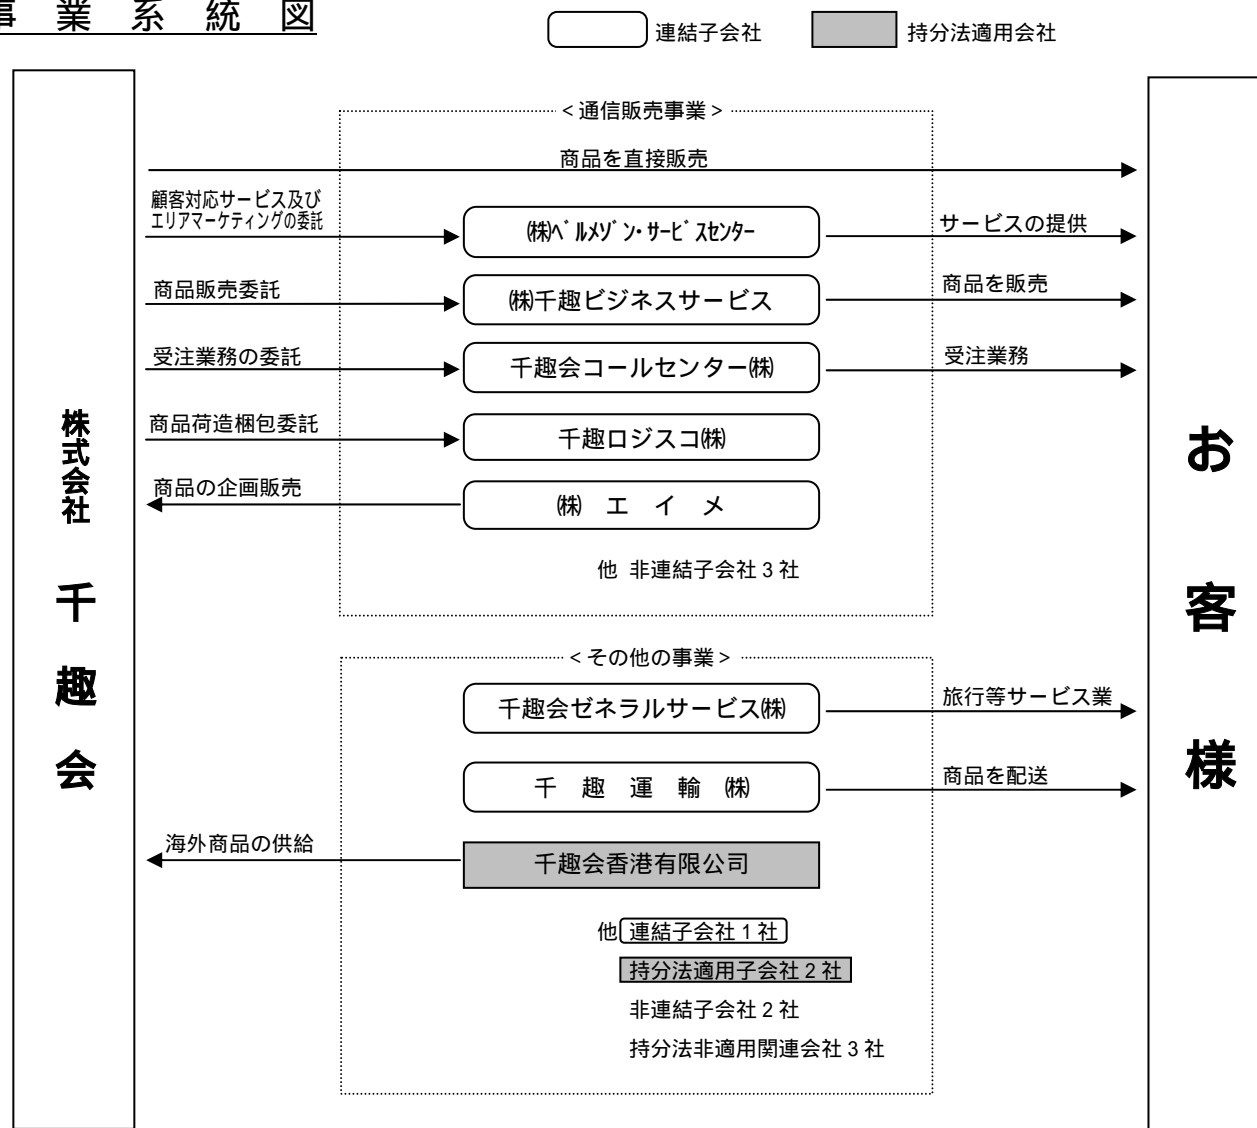 事 業 系 統 図
連結子会社
持分法適用会社
株式会社 千趣会
お客様
<通信販売事業>
商品を直接販売
顧客対応サービス及び
エリアマーケティングの委託
㈱ベルメゾン・サービスセンター
サービスの提供
商品販売委託
㈱千趣ビジネスサービス
商品を販売
受注業務の委託
千趣会コールセンター㈱
受注業務
商品荷造梱包委託
千趣ロジスコ㈱
商品の企画販売
㈱ エ イ メ
他 非連結子会社3社
<その他の事業>
千趣会ゼネラルサービス㈱
旅行等サービス業
千 趣 運 輸 ㈱
商品を配送
海外商品の供給
千趣会香港有限公司
他 連結子会社1社
持分法適用子会社2社
非連結子会社2社
持分法非適用関連会社3社